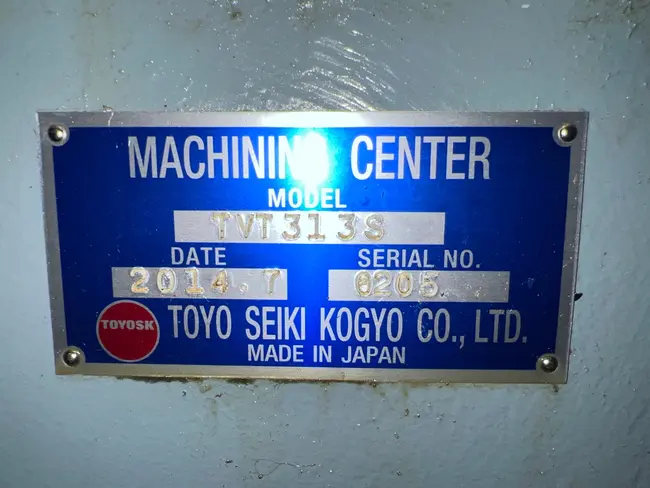 MACHINING CENTER
MODEL
TVT313S
DATE SERIAL NO.
2014.7 0205
TOYOSK TOYO SEIKI KOGYO CO., LTD.
MADE IN JAPAN